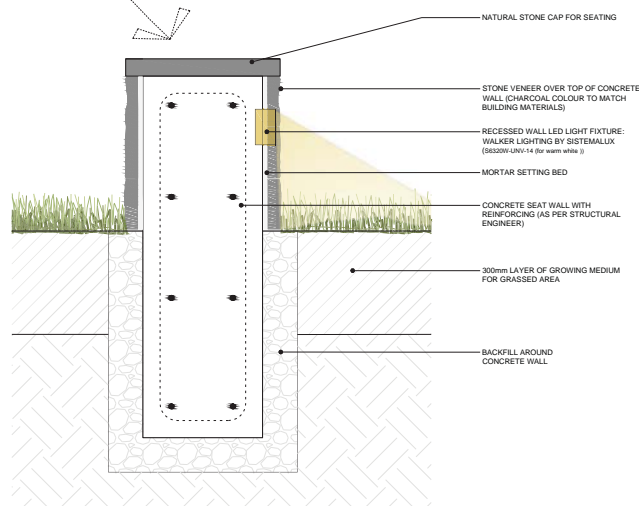 NATURAL STONE CAP FOR SEATING
STONE VENEER OVER TOP OF CONCRETE
WALL (CHARCOAL COLOUR TO MATCH
BUILDING MATERIALS)
RECESSED WALL LED LIGHT FIXTURE:
WALKER LIGHTING BY SISTEMALUX
(S6320W-UNV-14 (for warm white ))
MORTAR SETTING BED
CONCRETE SEAT WALL WITH
REINFORCING (AS PER STRUCTURAL
ENGINEER)
300mm LAYER OF GROWING MEDIUM
FOR GRASSED AREA
BACKFILL AROUND
CONCRETE WALL